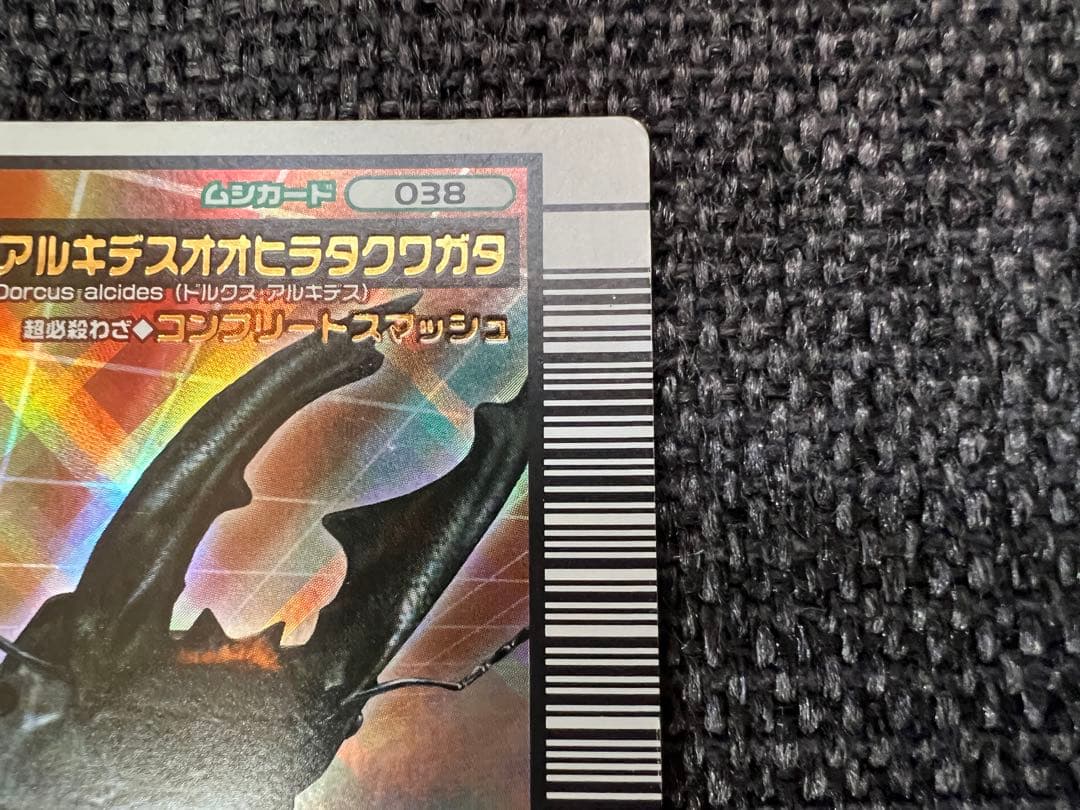 ムシカード 038
アルキデスオオヒラタクワガタ
Dorcus alcides (ドルクス・アルキデス)
超必殺わざ◆コンプリートスマッシュ